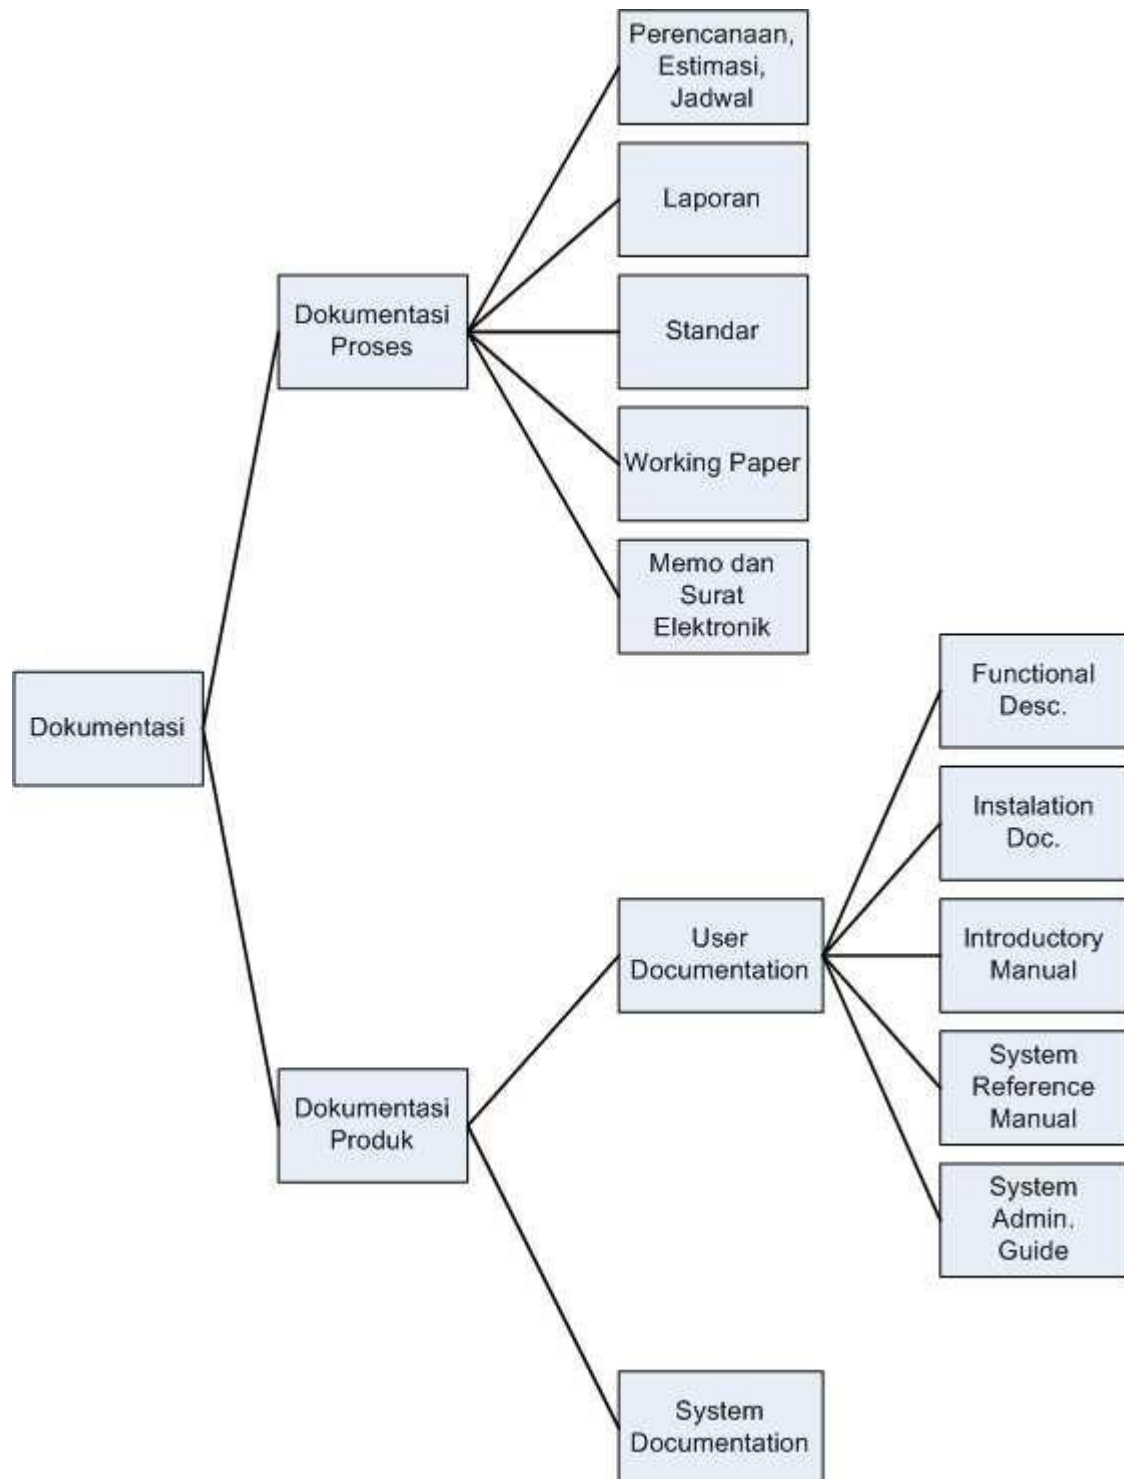 Perencanaan,
Estimasi,
Jadwal
Laporan
Dokumentasi
Proses
Standar
Working Paper
Memo dan
Surat
Elektronik
Dokumentasi
Functional
Desc.
Instalation
Doc.
User
Documentation
Introductory
Manual
System
Reference
Manual
Dokumentasi
Produk
System
Admin.
Guide
System
Documentation